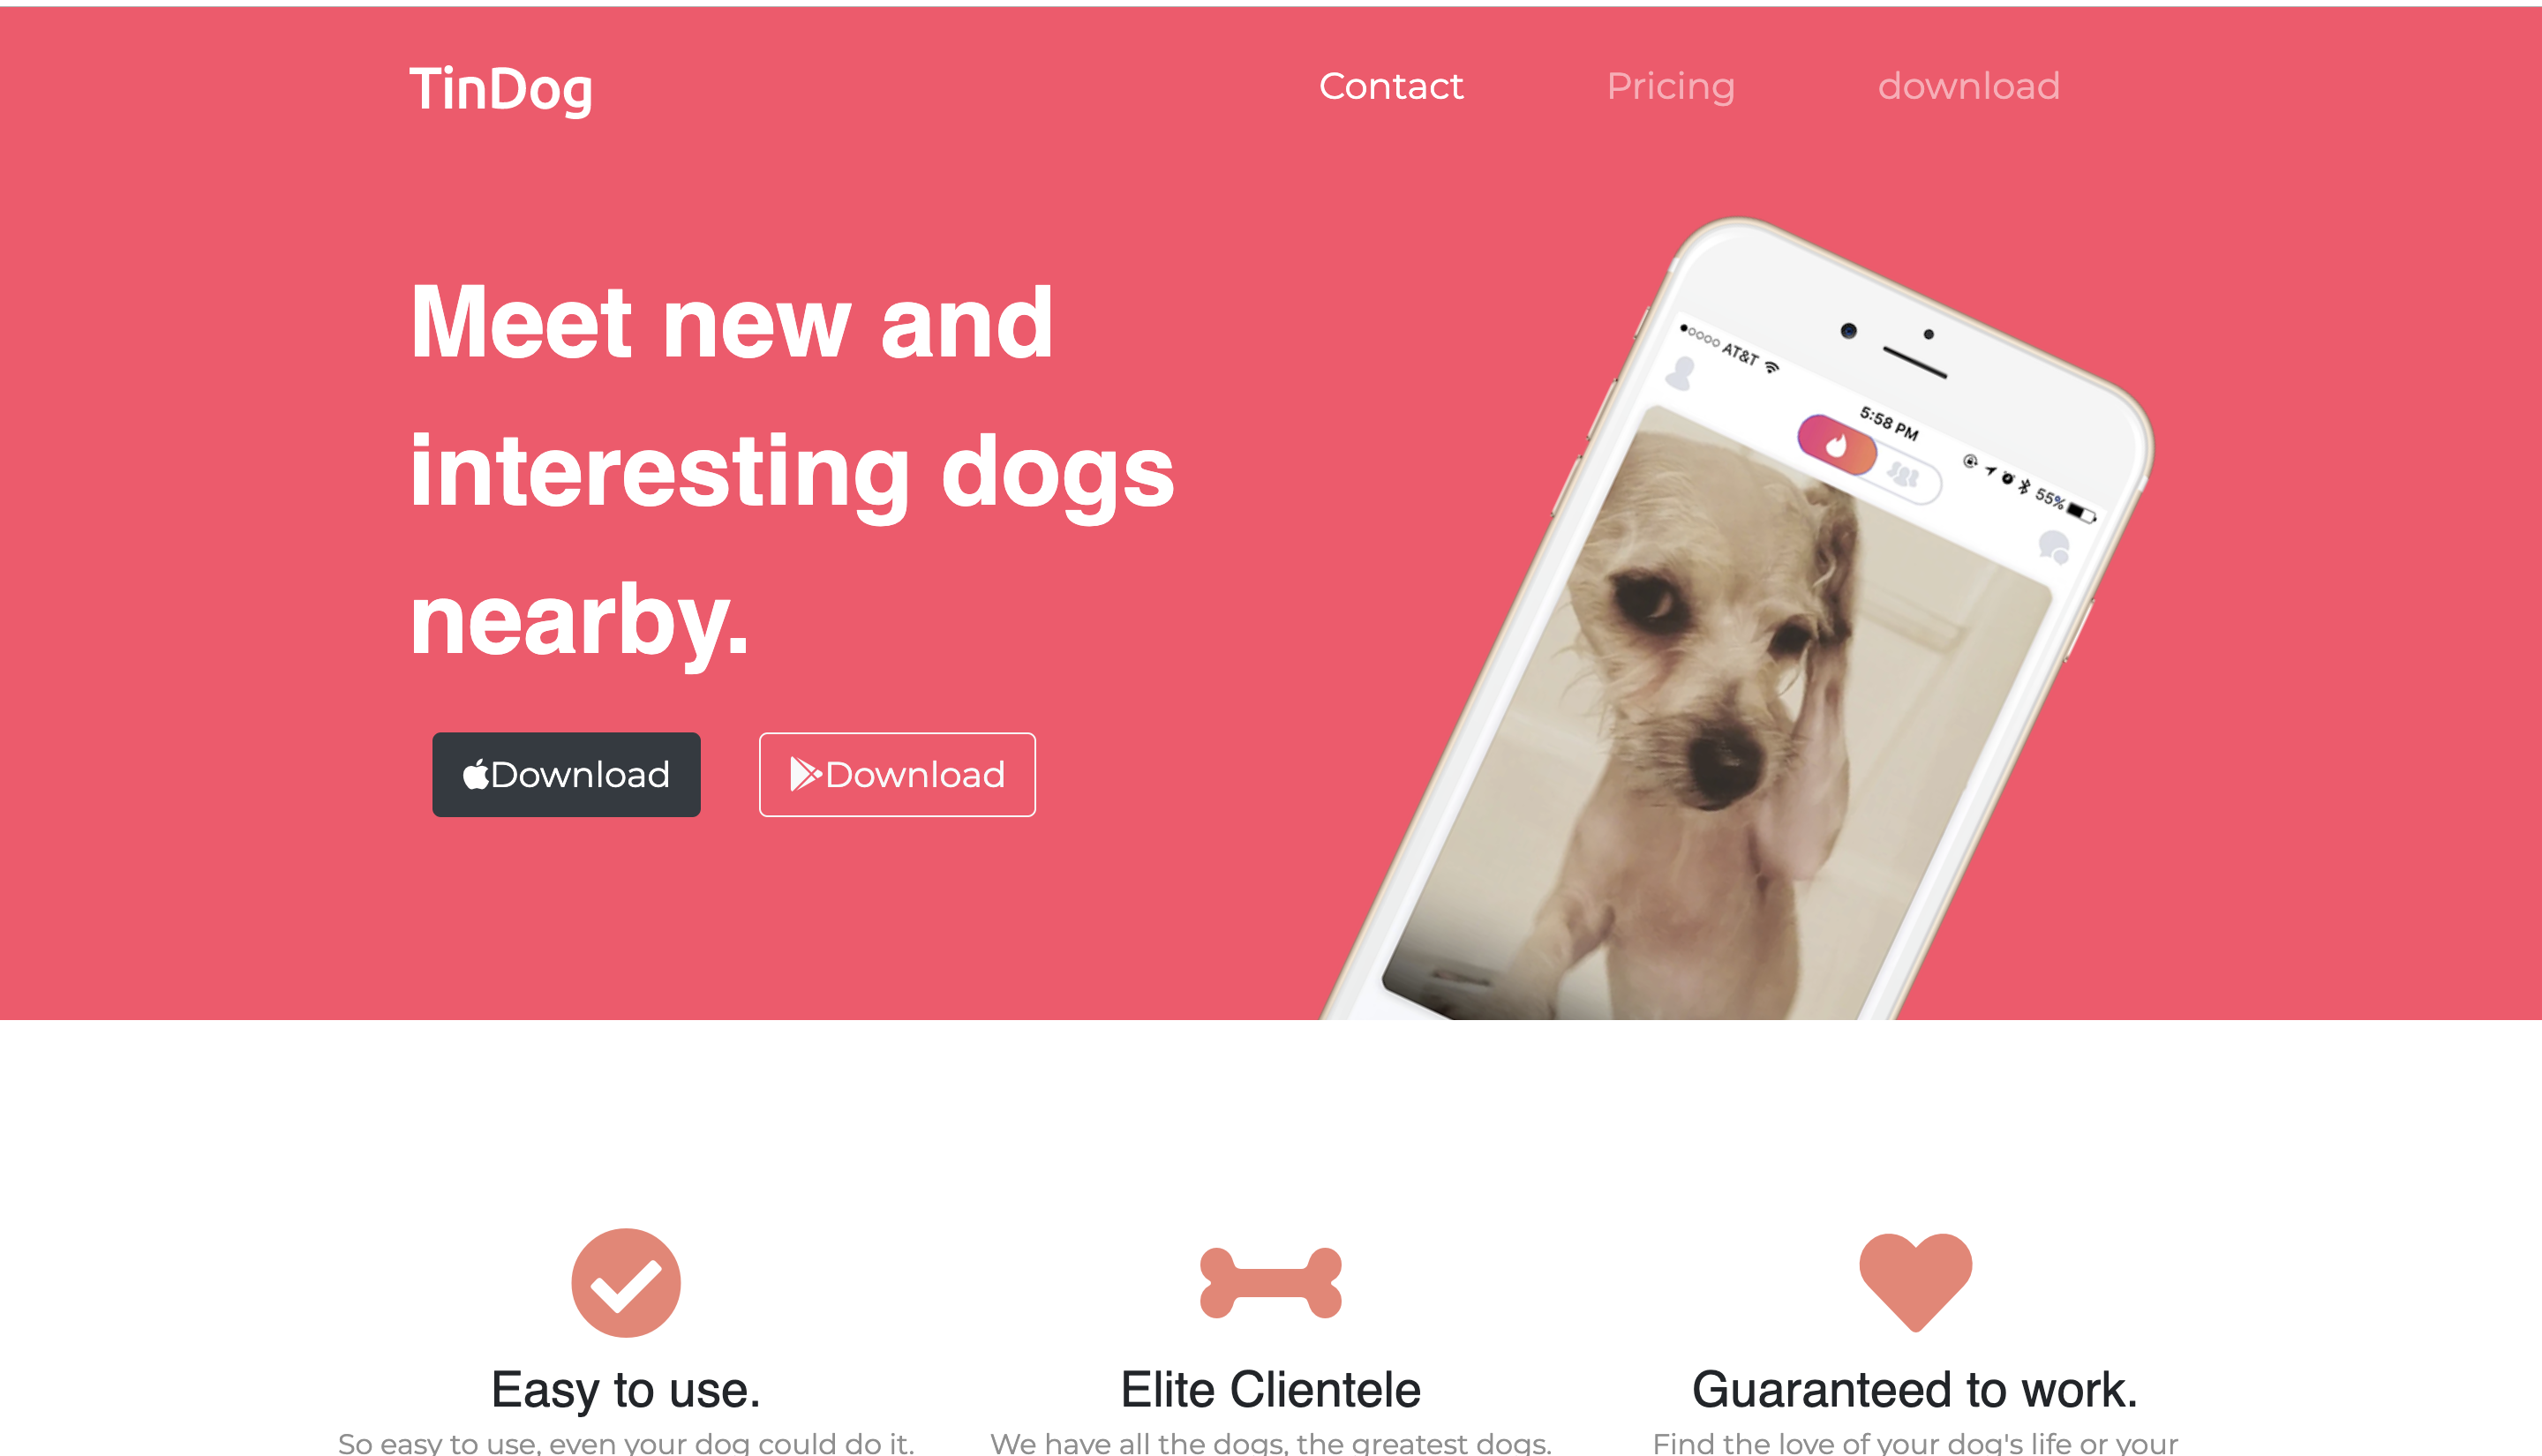 TinDog
Contact Pricing download
Meet new and
interesting dogs
nearby.
Download Download
AT&T 5:58 PM 55%
Easy to use. Elite Clientele Guaranteed to work.
So easy to use, even your dog could do it. We have all the dogs, the greatest dogs. Find the love of your dog's life or your